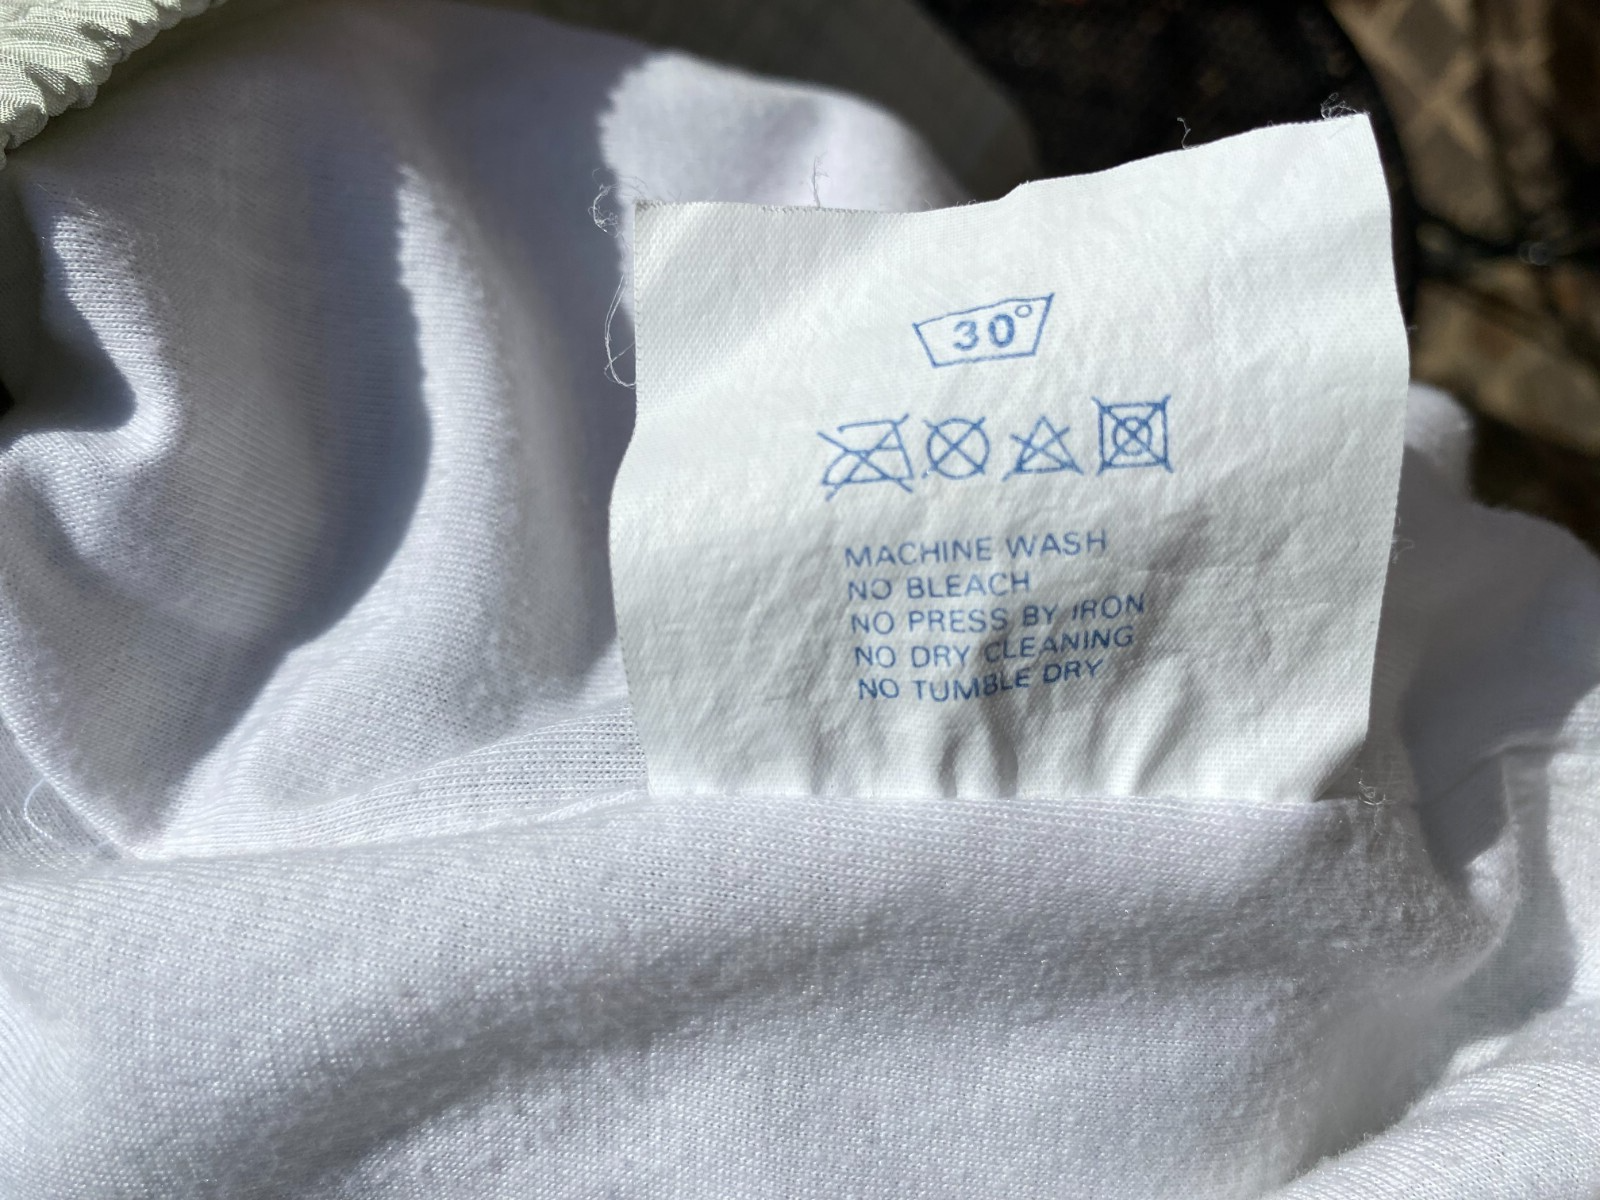 30°
MACHINE WASH
NO BLEACH
NO PRESS BY IRON
NO DRY CLEANING
NO TUMBLE DRY